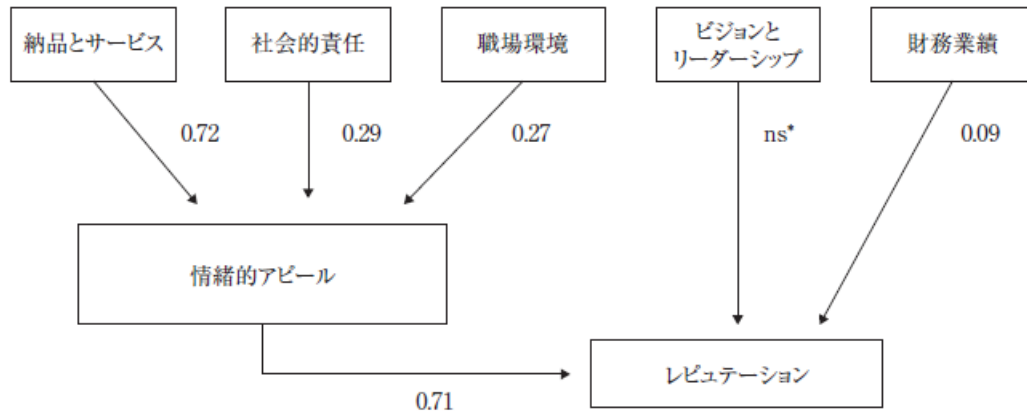 納品とサービス
社会的責任
職場環境
ビジョンと
リーダーシップ
財務業績
0.72
0.29
0.27
ns*
0.09
情緒的アピール
レピュテーション
0.71